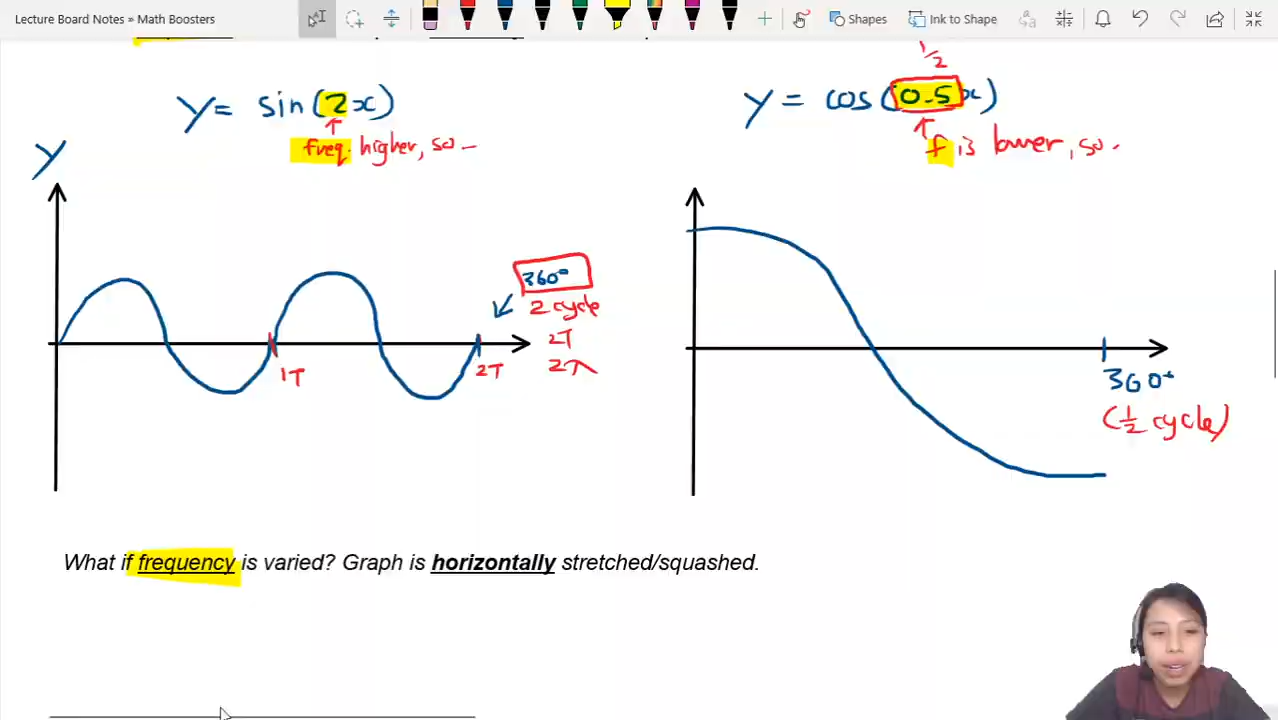 Lecture Board Notes » Math Boosters
Shapes
Ink to Shape
1/2
y = sin(2x)
freq. higher, so -
y = cos(0.5x)
f is lower, so -
y
360°
2 cycle
2T
2π
1T
2T
360°
(1/2 cycle)
What if frequency is varied? Graph is horizontally stretched/squashed.